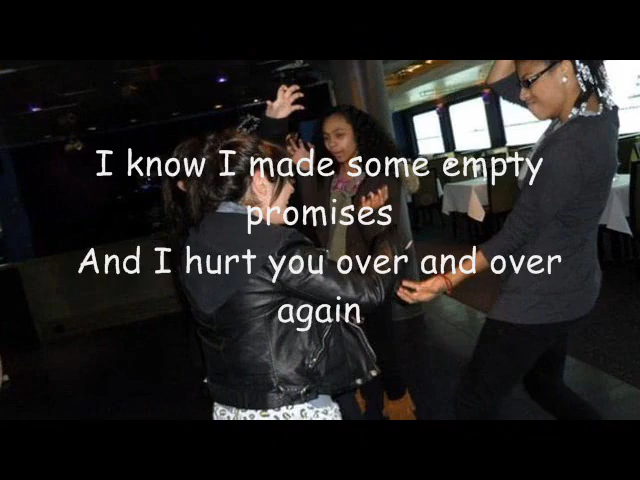 I know I made some empty
promises
And I hurt you over and over
again